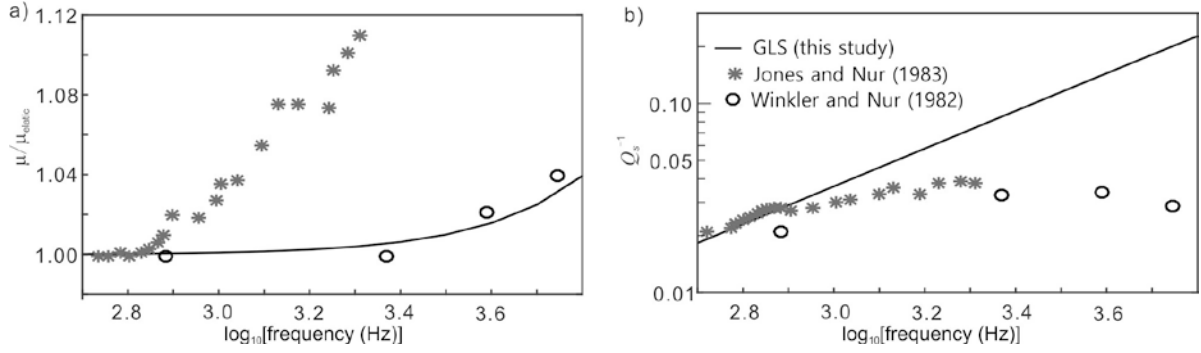 a)
1.12
1.08
1.04
1.00
μ/μelatic
2.8 3.0 3.2 3.4 3.6
log10[frequency (Hz)]
b)
GLS (this study)
Jones and Nur (1983)
Winkler and Nur (1982)
0.10
0.05
0.01
Qs-1
2.8 3.0 3.2 3.4 3.6
log10[frequency (Hz)]